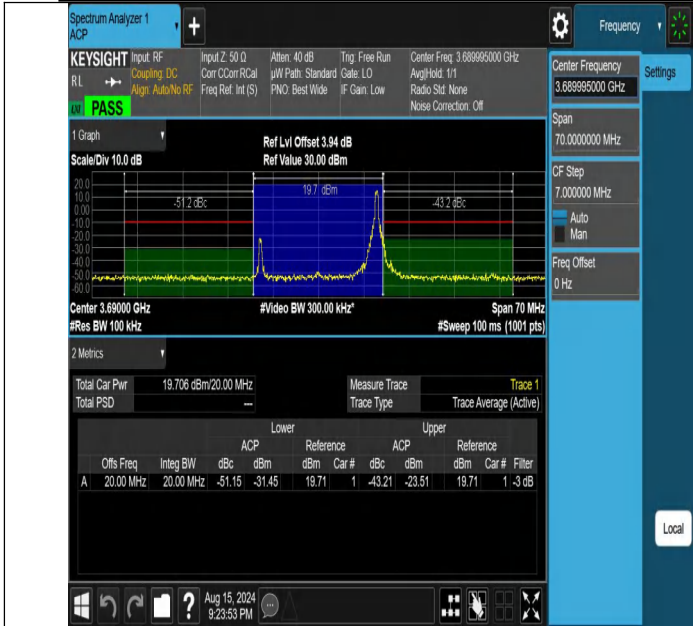 Spectrum Analyzer 1
ACP
+
Frequency
KEYSIGHT
RL
LXI
PASS
Input: RF
Coupling: DC
Align: Auto/No RF
Input Z: 50 Ω
Corr CCorr RCal
Freq Ref: Int (S)
Atten: 40 dB
µW Path: Standard
PNO: Best Wide
Trig: Free Run
Gate: LO
IF Gain: Low
Center Freq: 3.689995000 GHz
Avg|Hold: 1/1
Radio Std: None
Noise Correction: Off
Center Frequency
3.689995000 GHz
Settings
Span
70.0000000 MHz
CF Step
7.000000 MHz
Auto
Man
Freq Offset
0 Hz
1 Graph
Scale/Div 10.0 dB
Ref Lvl Offset 3.94 dB
Ref Value 30.00 dBm
20.0
10.0
0.00
-10.0
-20.0
-30.0
-40.0
-50.0
-60.0
-51.2 dBc
19.7 dBm
-43.2 dBc
Center 3.69000 GHz
#Video BW 300.00 kHz*
Span 70 MHz
#Res BW 100 kHz
#Sweep 100 ms (1001 pts)
2 Metrics
Total Car Pwr 19.706 dBm/20.00 MHz
Total PSD ---
Measure Trace Trace 1
Trace Type Trace Average (Active)
Lower Upper
ACP Reference ACP Reference
Offs Freq Integ BW dBc dBm dBm Car # dBc dBm dBm Car # Filter
A 20.00 MHz 20.00 MHz -51.15 -31.45 19.71 1 -43.21 -23.51 19.71 1 -3 dB
Local
?
Aug 15, 2024
9:23:53 PM